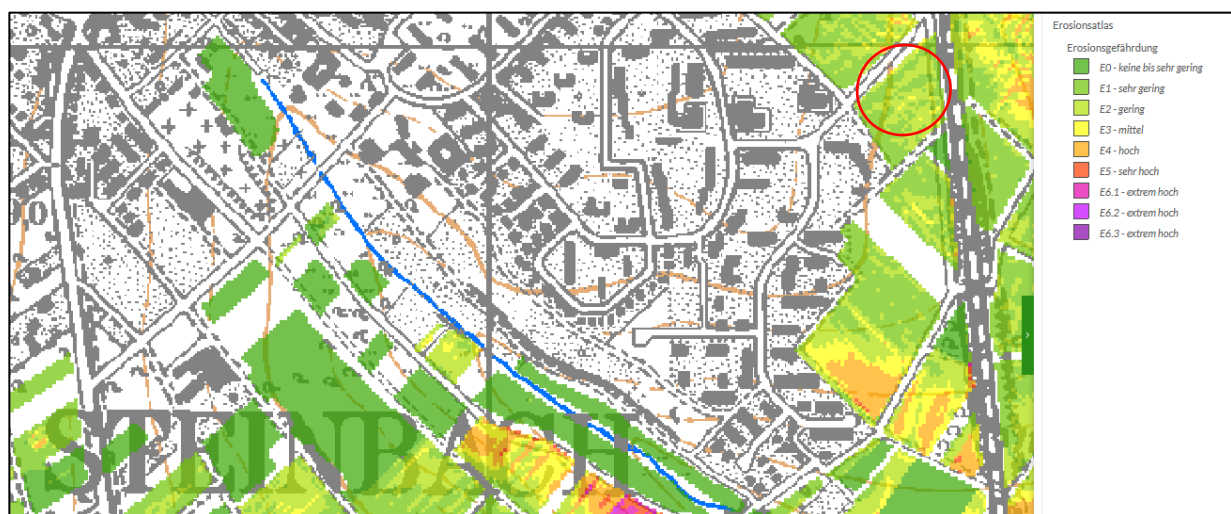 Erosionsatlas
Erosionsgefährdung
E0 - keine bis sehr gering
E1 - sehr gering
E2 - gering
E3 - mittel
E4 - hoch
E5 - sehr hoch
E6.1 - extrem hoch
E6.2 - extrem hoch
E6.3 - extrem hoch
STEINBACH